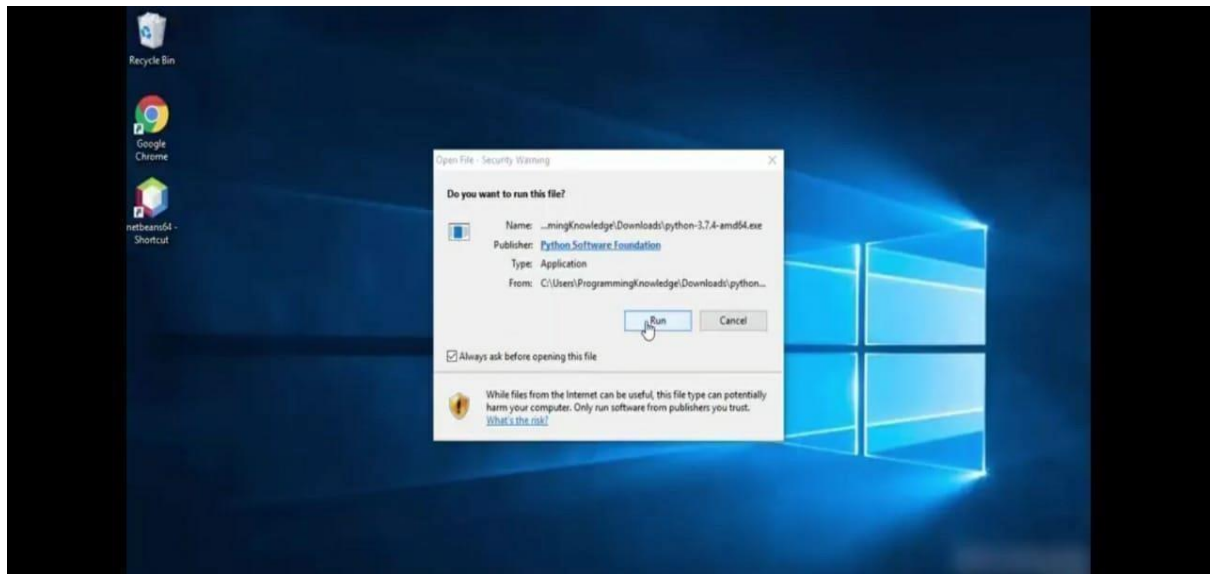 Recycle Bin
Google
Chrome
netbeans64 -
Shortcut
Open File - Security Warning
Do you want to run this file?
Name: ...mingKnowledge\Downloads\python-3.7.4-amd64.exe
Publisher: Python Software Foundation
Type: Application
From: C:\Users\ProgrammingKnowledge\Downloads\python...
Run Cancel
Always ask before opening this file
While files from the Internet can be useful, this file type can potentially
harm your computer. Only run software from publishers you trust.
What's the risk?